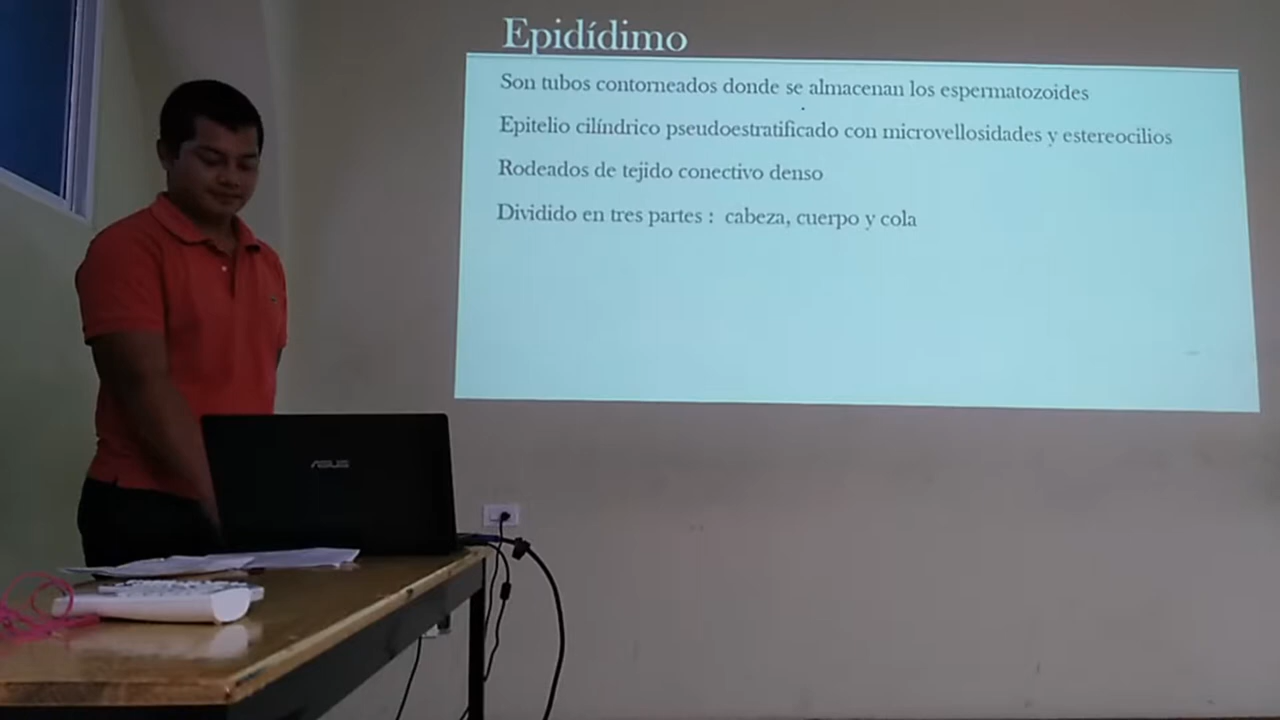 Epidídimo
Son tubos contorneados donde se almacenan los espermatozoides
Epitelio cilíndrico pseudoestratificado con microvellosidades y estereocilios
Rodeados de tejido conectivo denso
Dividido en tres partes : cabeza, cuerpo y cola
ASUS